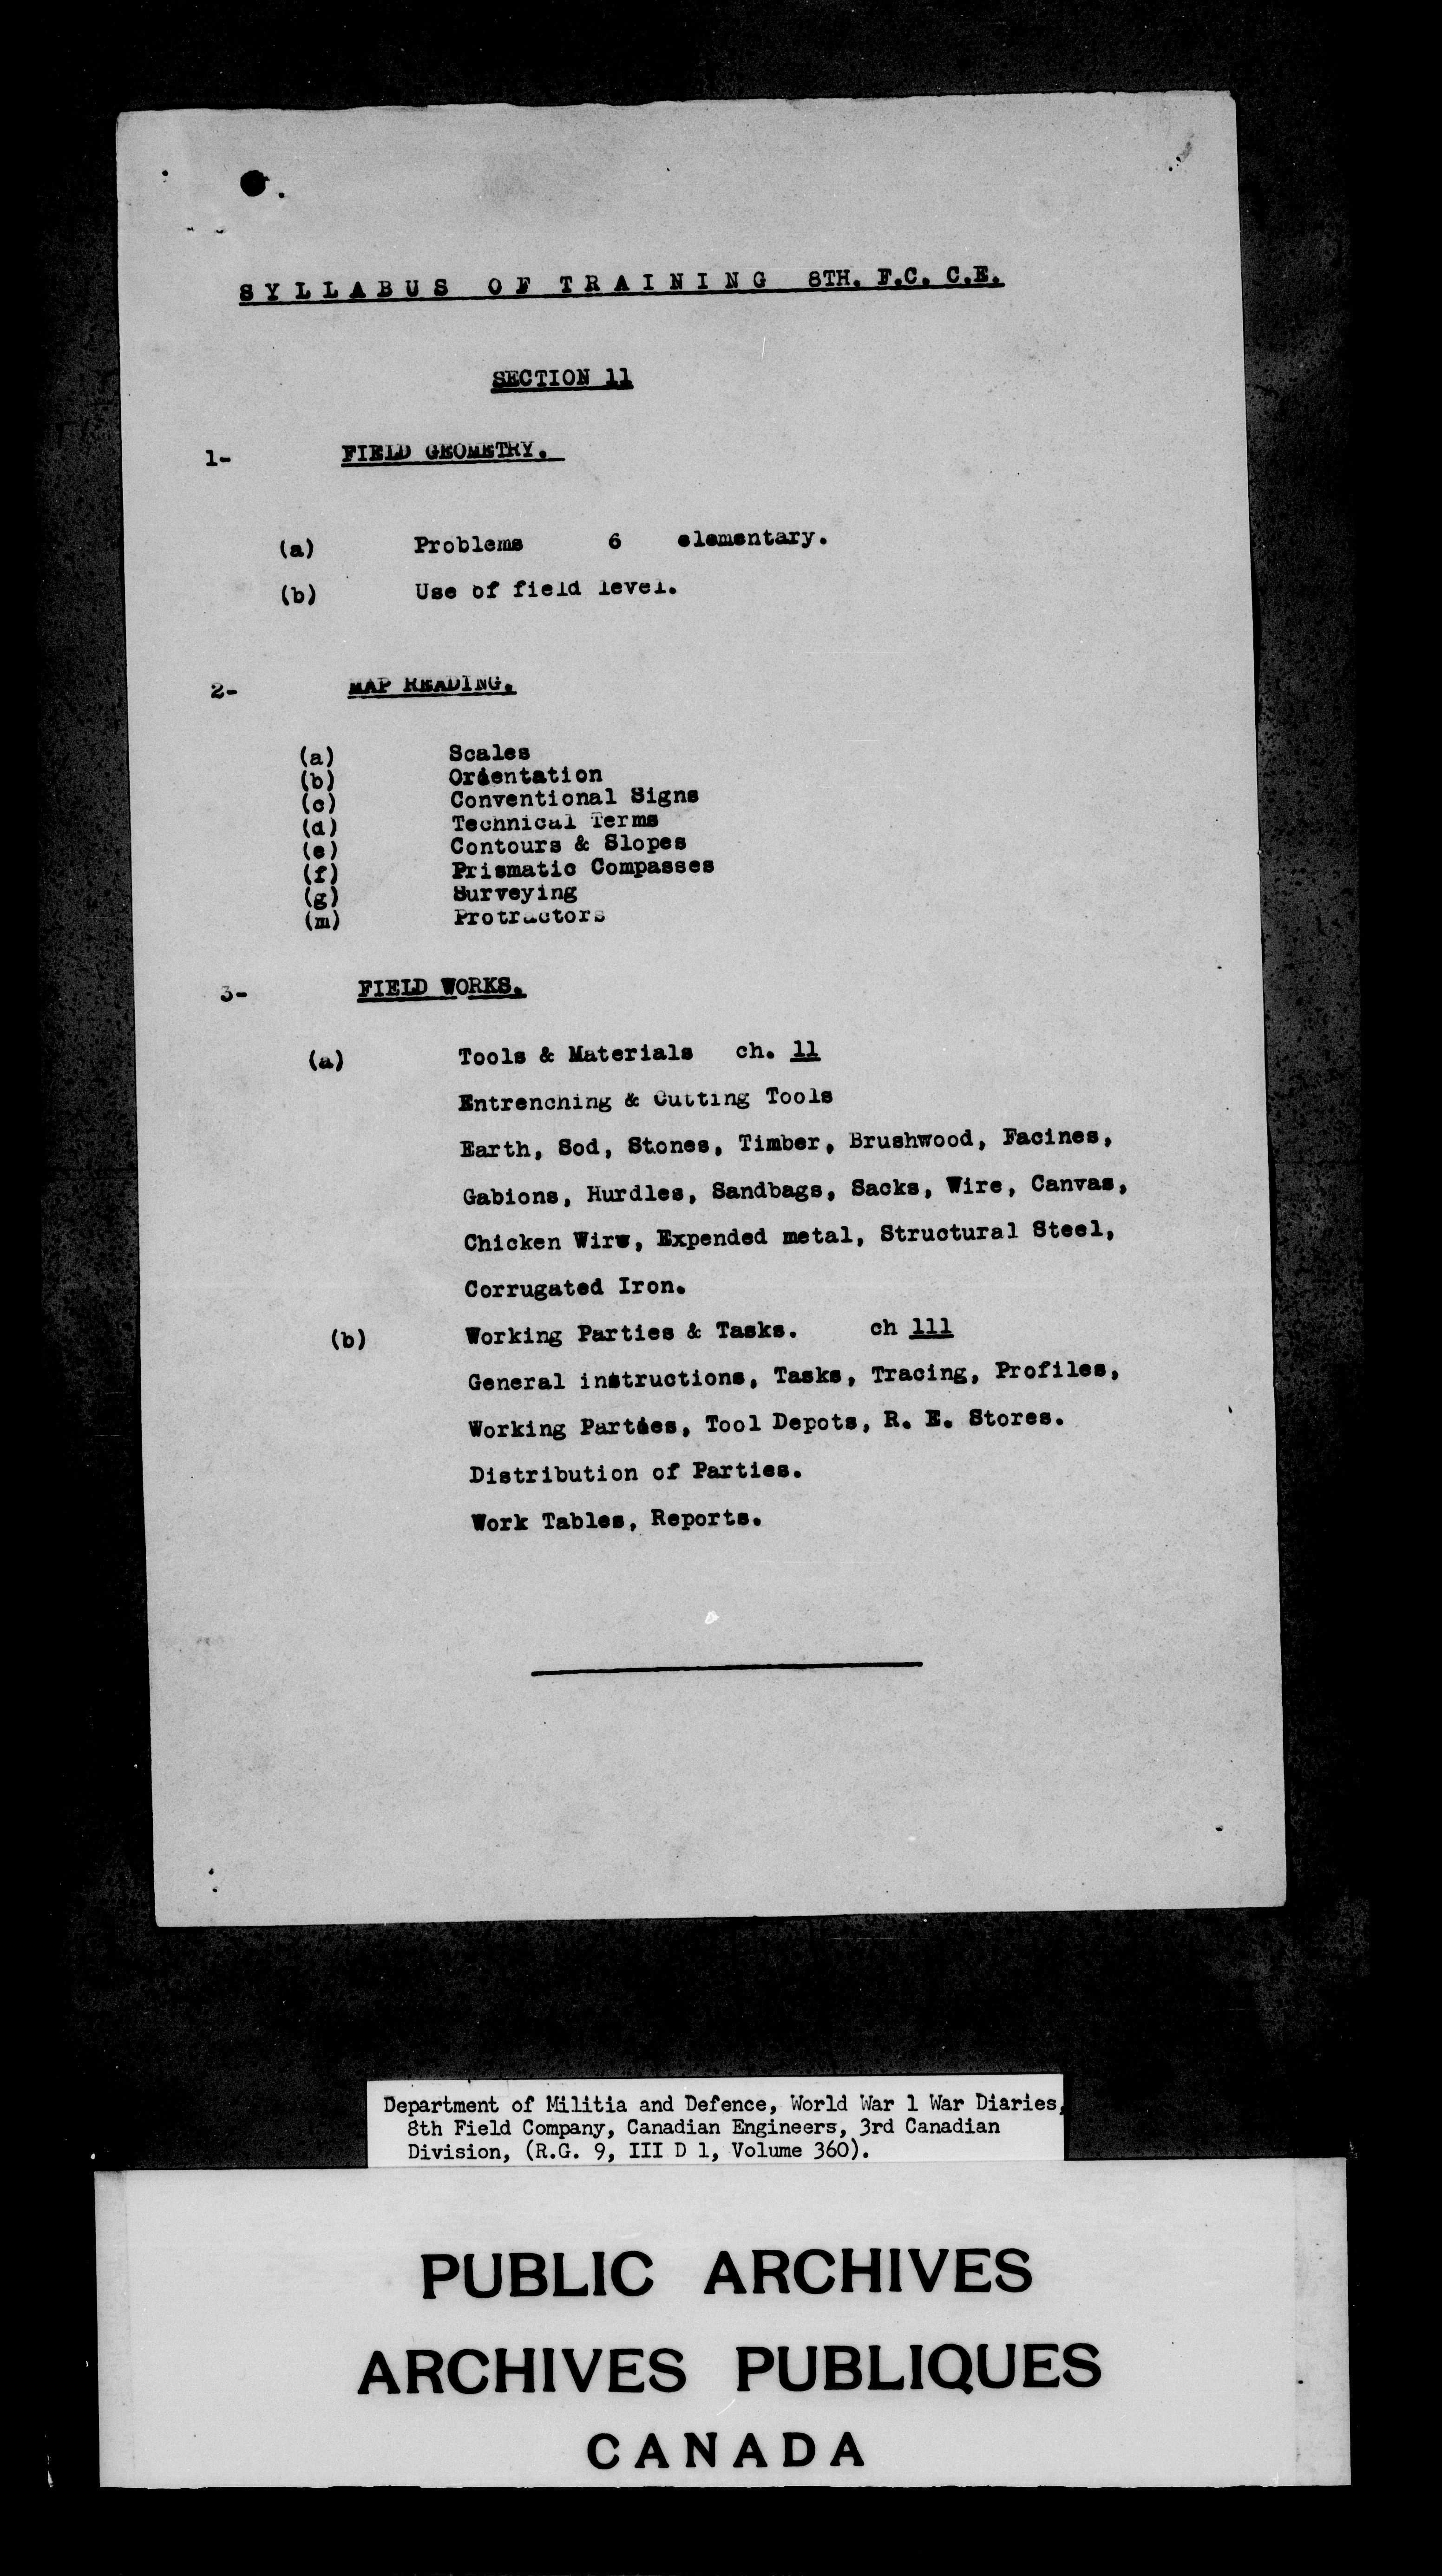 SYLLABUS OF TRAINING 8TH. F.C. C.E.
SECTION 11
1- FIELD GEOMETRY.
(a) Problems 6 elementary.
(b) Use of field level.
2- MAP READING.
(a) Scales
(b) Orientation
(c) Conventional Signs
(d) Technical Terms
(e) Contours & Slopes
(f) Prismatic Compasses
(g) Surveying
(m) Protractors
3- FIELD WORKS.
(a) Tools & Materials ch. 11
Entrenching & Cutting Tools
Earth, Sod, Stones, Timber, Brushwood, Facines,
Gabions, Hurdles, Sandbags, Sacks, Wire, Canvas,
Chicken Wire, Expended metal, Structural Steel,
Corrugated Iron.
(b) Working Parties & Tasks. ch 111
General instructions, Tasks, Tracing, Profiles,
Working Parties, Tool Depots, R. E. Stores.
Distribution of Parties.
Work Tables, Reports.
Department of Militia and Defence, World War 1 War Diaries,
8th Field Company, Canadian Engineers, 3rd Canadian
Division, (R.G. 9, III D 1, Volume 360).
PUBLIC ARCHIVES
ARCHIVES PUBLIQUES
CANADA